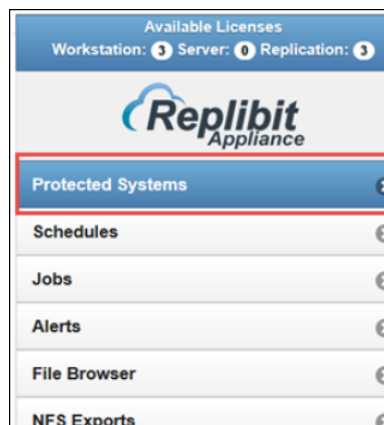 Available Licenses
Workstation: 3 Server: 0 Replication: 3
Replibit
Appliance
Protected Systems
Schedules
Jobs
Alerts
File Browser
NFS Exports